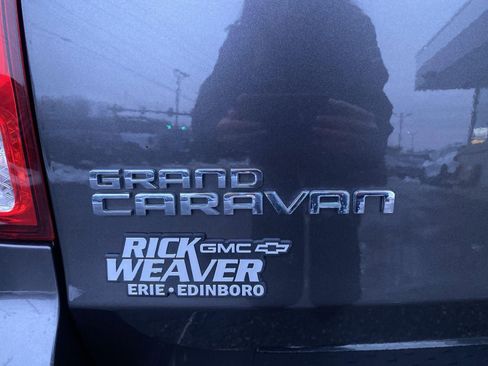 GRAND
CARAVAN
RICK GMC
WEAVER
ERIE • EDINBORO